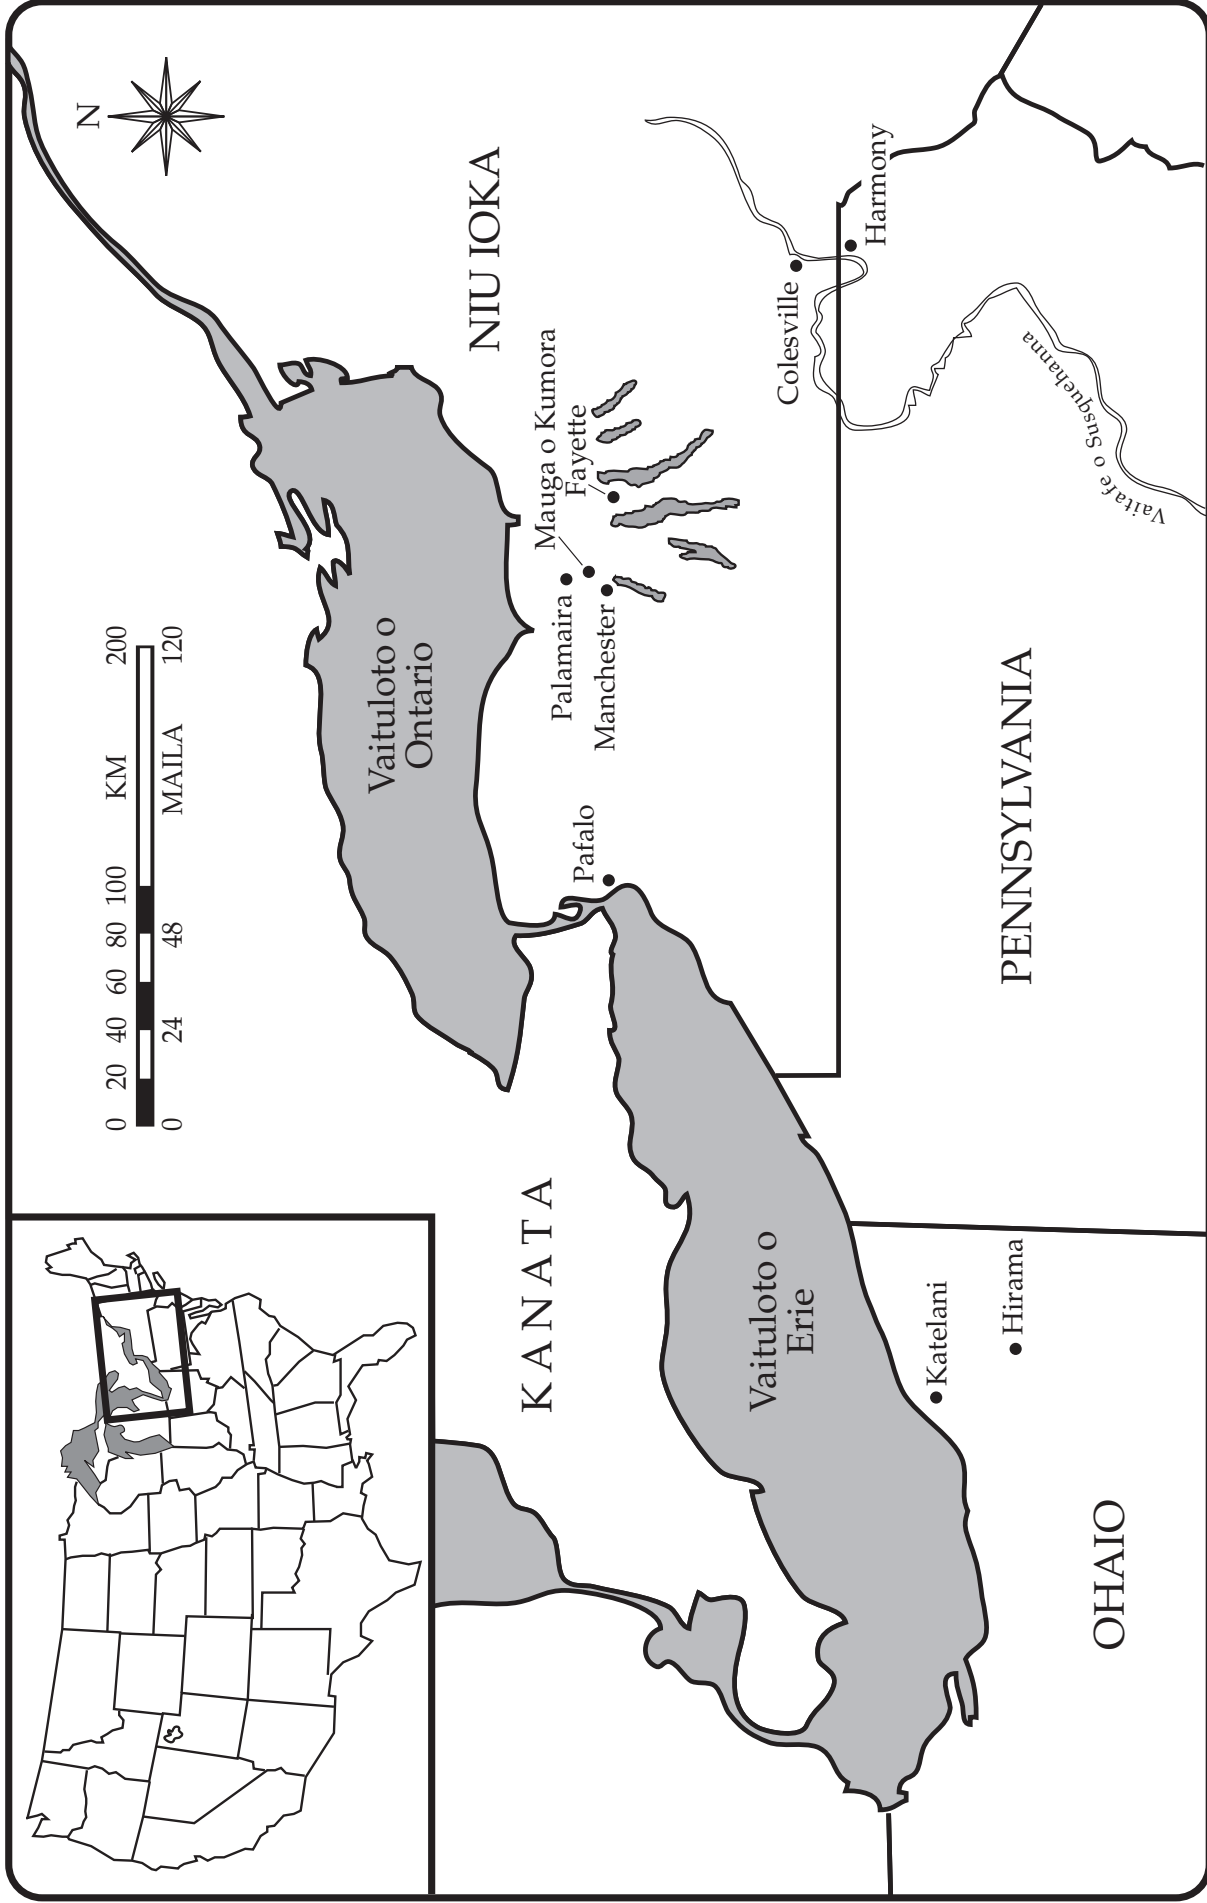 N
0 20 40 60 80 100 KM 200
0 24 48 MAILA 120
NIU IOKA
Vaituloto o
Ontario
Mauga o Kumora
Fayette
Palamaira
Manchester
Pafalo
Colesville
Harmony
Vaitafe o Susquehanna
KANATA
PENNSYLVANIA
Vaituloto o
Erie
Katelani
Hirama
OHAIO